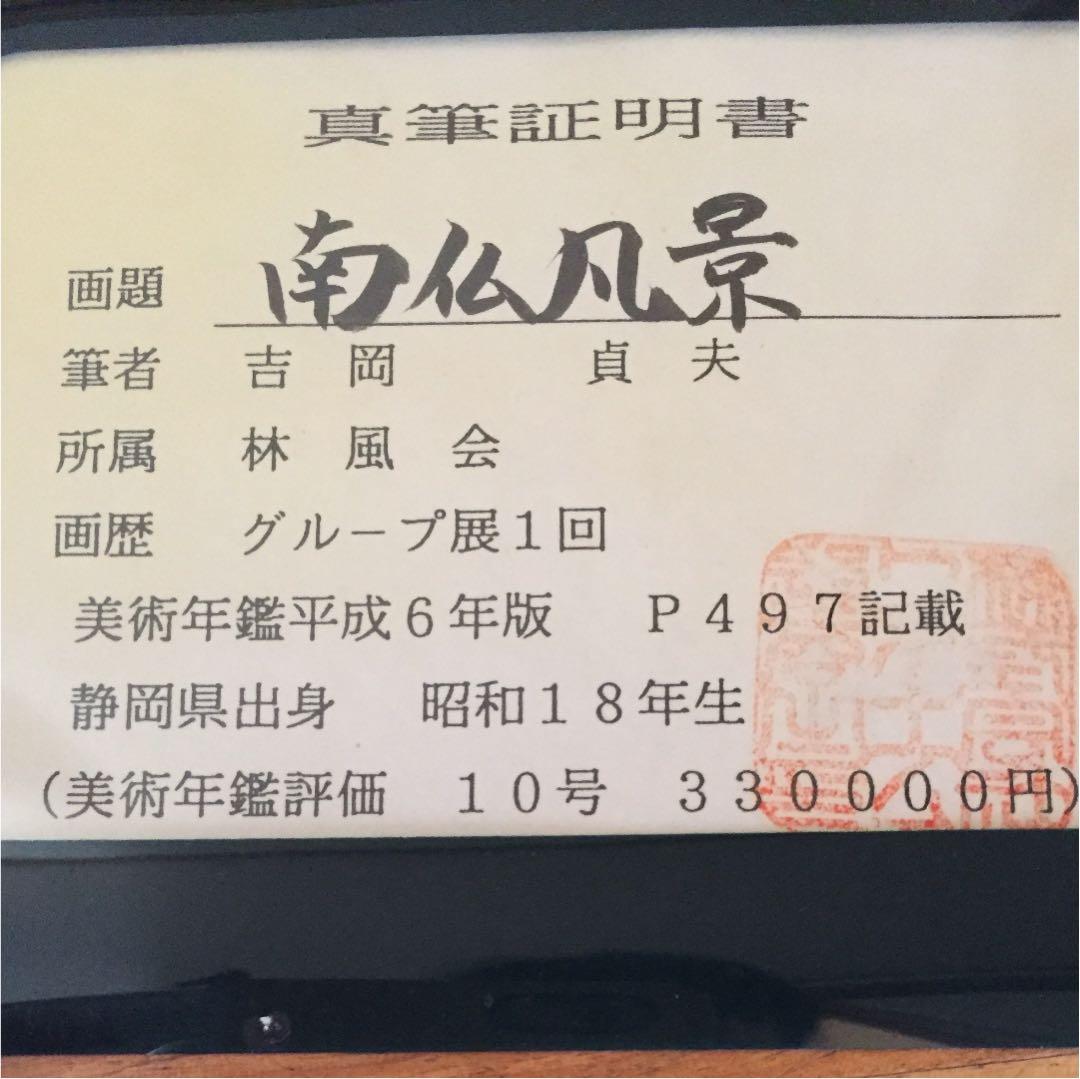 真筆証明書
画題 南仏凡景
筆者 吉岡 貞夫
所属 林風会
画歴 グループ展1回
美術年鑑平成6年版 P497記載
静岡県出身 昭和18年生
(美術年鑑評価 10号 330000円)